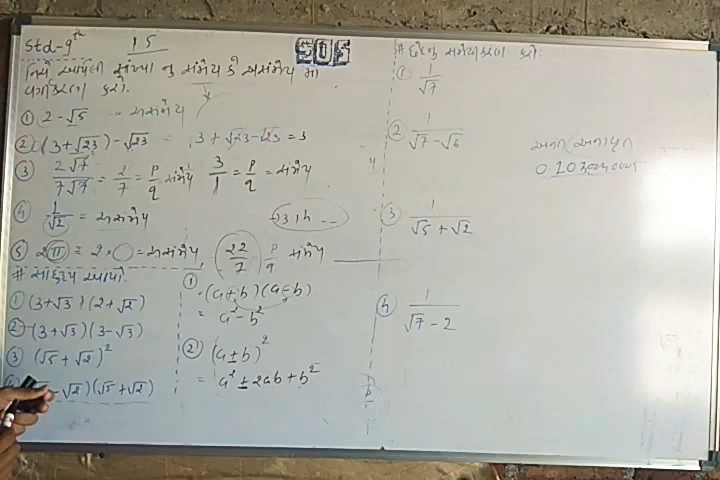 std-9th
15
નિચે આપેલી સંખ્યા નુ સંમેય કે અસંમેય માં
વર્ગીકરણ કરો.
① 2 - √5 = અસંમેય
② (3 + √23) - √23 = 3 + √23 - √23 = 3
③ 2√7 / 7√7 = 2/7 = p/q સંમેય 3/1 = p/q = સંમેય
④ 1/√2 = અસંમેય
⑤ 2π = 2 × = અસંમેય, 22/7 p/q સંમેય
# સાદુરૂપ આપો
① (3+√3) (2+√2)
② (3+√3) (3-√3)
③ (√5 + √2)²
- √2) (√5 + √2)
① (a+b) (a-b)
= a² - b²
② (a ± b)²
= a² ± 2ab + b²
# છેદનુ સંમેયીકરણ કરો.
① 1/√7
② 1/√7 - √6
③ 1/√5 + √2
④ 1/√7 - 2
અનંત અનાવૃત